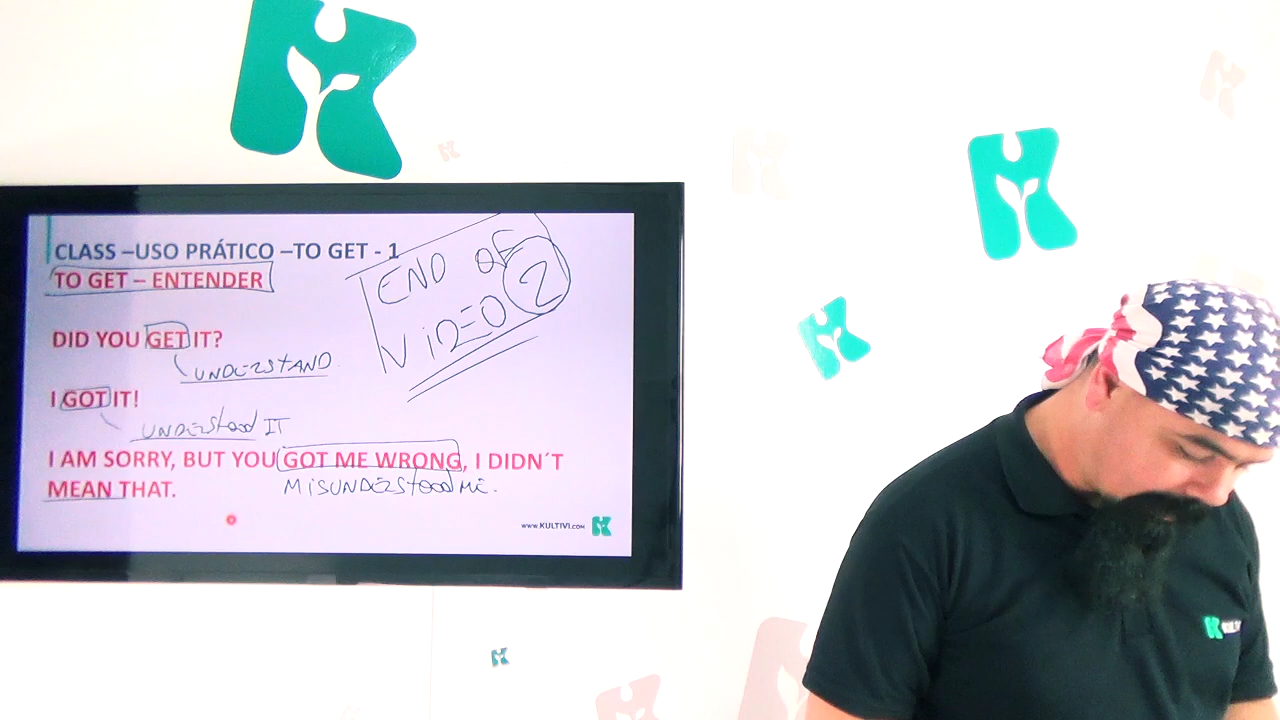 CLASS –USO PRÁTICO –TO GET - 1
TO GET – ENTENDER
END OF
VIDEO 2
DID YOU GET IT?
UNDERSTAND
I GOT IT!
UNDERSTOOD IT
I AM SORRY, BUT YOU GOT ME WRONG, I DIDN´T
MISUNDERSTOOD ME.
MEAN THAT.
www.KULTIVI.COM